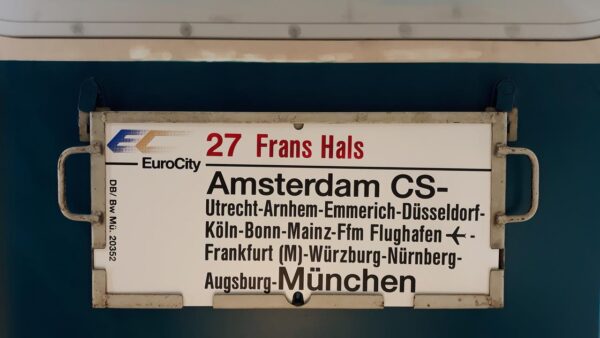 EC
EuroCity
27 Frans Hals
Amsterdam CS-
Utrecht-Arnhem-Emmerich-Düsseldorf-
Köln-Bonn-Mainz-Ffm Flughafen ✈-
Frankfurt (M)-Würzburg-Nürnberg-
Augsburg-München
DB/ Bw Mü. 20352